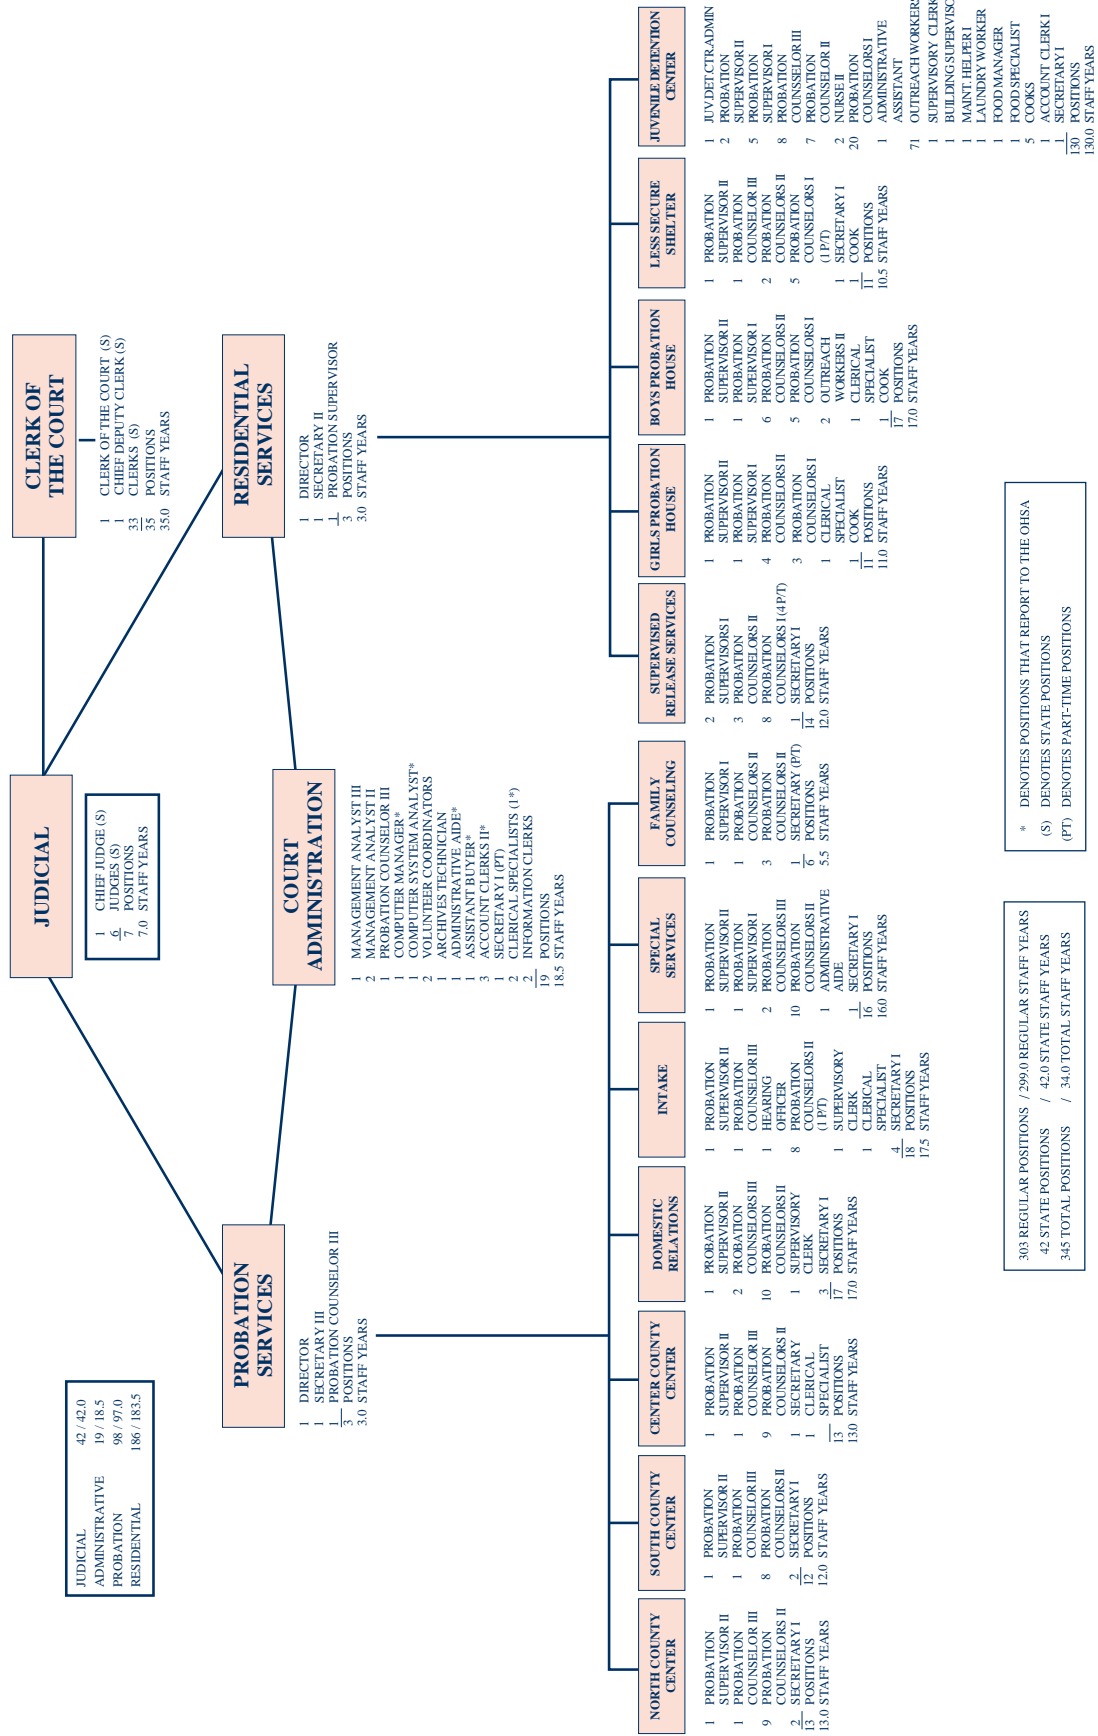 JUDICIAL 42 / 42.0
ADMINISTRATIVE 19 / 18.5
PROBATION 98 / 97.0
RESIDENTIAL 186 / 183.5
JUDICIAL
1 CHIEF JUDGE (S)
6 JUDGES (S)
7 POSITIONS
7.0 STAFF YEARS
CLERK OF
THE COURT
1 CLERK OF THE COURT (S)
1 CHIEF DEPUTY CLERK (S)
33 CLERKS (S)
35 POSITIONS
35.0 STAFF YEARS
PROBATION
SERVICES
1 DIRECTOR
1 SECRETARY III
1 PROBATION COUNSELOR III
3 POSITIONS
3.0 STAFF YEARS
COURT
ADMINISTRATION
1 MANAGEMENT ANALYST III
2 MANAGEMENT ANALYST II
1 PROBATION COUNSELOR III
1 COMPUTER MANAGER*
1 COMPUTER SYSTEM ANALYST*
2 VOLUNTEER COORDINATORS
1 ARCHIVES TECHNICIAN
1 ADMINISTRATIVE AIDE*
1 ASSISTANT BUYER*
3 ACCOUNT CLERKS II*
1 SECRETARY I (PT)
2 CLERICAL SPECIALISTS (1*)
2 INFORMATION CLERKS
19 POSITIONS
18.5 STAFF YEARS
RESIDENTIAL
SERVICES
1 DIRECTOR
1 SECRETARY II
1 PROBATION SUPERVISOR
3 POSITIONS
3.0 STAFF YEARS
NORTH COUNTY
CENTER
1 PROBATION
SUPERVISOR II
1 PROBATION
COUNSELOR III
9 PROBATION
COUNSELORS II
2 SECRETARY I
13 POSITIONS
13.0 STAFF YEARS
SOUTH COUNTY
CENTER
1 PROBATION
SUPERVISOR II
1 PROBATION
COUNSELOR III
8 PROBATION
COUNSELORS II
2 SECRETARY I
12 POSITIONS
12.0 STAFF YEARS
CENTER COUNTY
CENTER
1 PROBATION
SUPERVISOR II
1 PROBATION
COUNSELOR III
9 PROBATION
COUNSELORS II
1 SECRETARY
1 CLERICAL
SPECIALIST
13 POSITIONS
13.0 STAFF YEARS
DOMESTIC
RELATIONS
1 PROBATION
SUPERVISOR II
2 PROBATION
COUNSELORS III
10 PROBATION
COUNSELORS II
1 SUPERVISORY
CLERK
3 SECRETARY I
17 POSITIONS
17.0 STAFF YEARS
INTAKE
1 PROBATION
SUPERVISOR II
1 PROBATION
COUNSELOR III
1 HEARING
OFFICER
8 PROBATION
COUNSELORS II
(1 P/T)
1 SUPERVISORY
CLERK
1 CLERICAL
SPECIALIST
4 SECRETARY I
18 POSITIONS
17.5 STAFF YEARS
SPECIAL
SERVICES
1 PROBATION
SUPERVISOR II
1 PROBATION
SUPERVISOR I
2 PROBATION
COUNSELORS III
10 PROBATION
COUNSELORS II
1 ADMINISTRATIVE
AIDE
1 SECRETARY I
16 POSITIONS
16.0 STAFF YEARS
FAMILY
COUNSELING
1 PROBATION
SUPERVISOR I
1 PROBATION
COUNSELORS II
3 PROBATION
COUNSELORS II
1 SECRETARY (P/T)
6 POSITIONS
5.5 STAFF YEARS
SUPERVISED
RELEASE SERVICES
2 PROBATION
SUPERVISORS I
3 PROBATION
COUNSELORS II
8 PROBATION
COUNSELORS I (4 P/T)
1 SECRETARY I
14 POSITIONS
12.0 STAFF YEARS
GIRLS PROBATION
HOUSE
1 PROBATION
SUPERVISOR II
1 PROBATION
SUPERVISOR I
4 PROBATION
COUNSELORS II
3 PROBATION
COUNSELORS I
1 CLERICAL
SPECIALIST
1 COOK
11 POSITIONS
11.0 STAFF YEARS
BOYS PROBATION
HOUSE
1 PROBATION
SUPERVISOR II
1 PROBATION
SUPERVISOR I
6 PROBATION
COUNSELORS II
5 PROBATION
COUNSELORS I
2 OUTREACH
WORKERS II
1 CLERICAL
SPECIALIST
1 COOK
17 POSITIONS
17.0 STAFF YEARS
LESS SECURE
SHELTER
1 PROBATION
SUPERVISOR II
1 PROBATION
COUNSELOR III
2 PROBATION
COUNSELORS II
5 PROBATION
COUNSELORS I
(1 P/T)
1 SECRETARY I
1 COOK
11 POSITIONS
10.5 STAFF YEARS
JUVENILE DETENTION
CENTER
1 JUV.DET.CTR.ADMIN
2 PROBATION
SUPERVISOR II
5 PROBATION
SUPERVISOR I
8 PROBATION
COUNSSELOR III
7 PROBATION
COUNSELOR II
2 NURSE II
20 PROBATION
COUNSELORS I
1 ADMINISTRATIVE
ASSISTANT
71 OUTREACH WORKERS
1 SUPERVISORY CLERK
1 BUILDING SUPERVISO
1 MAINT. HELPER I
1 LAUNDRY WORKER
1 FOOD MANAGER
1 FOOD SPECIALIST
5 COOKS
1 ACCOUNT CLERK I
1 SECRETARY I
130 POSITIONS
130.0 STAFF YEARS
303 REGULAR POSITIONS / 299.0 REGULAR STAFF YEARS
42 STATE POSITIONS / 42.0 STATE STAFF YEARS
345 TOTAL POSITIONS / 34.0 TOTAL STAFF YEARS
* DENOTES POSITIONS THAT REPORT TO THE OHSA
(S) DENOTES STATE POSITIONS
(PT) DENOTES PART-TIME POSITIONS